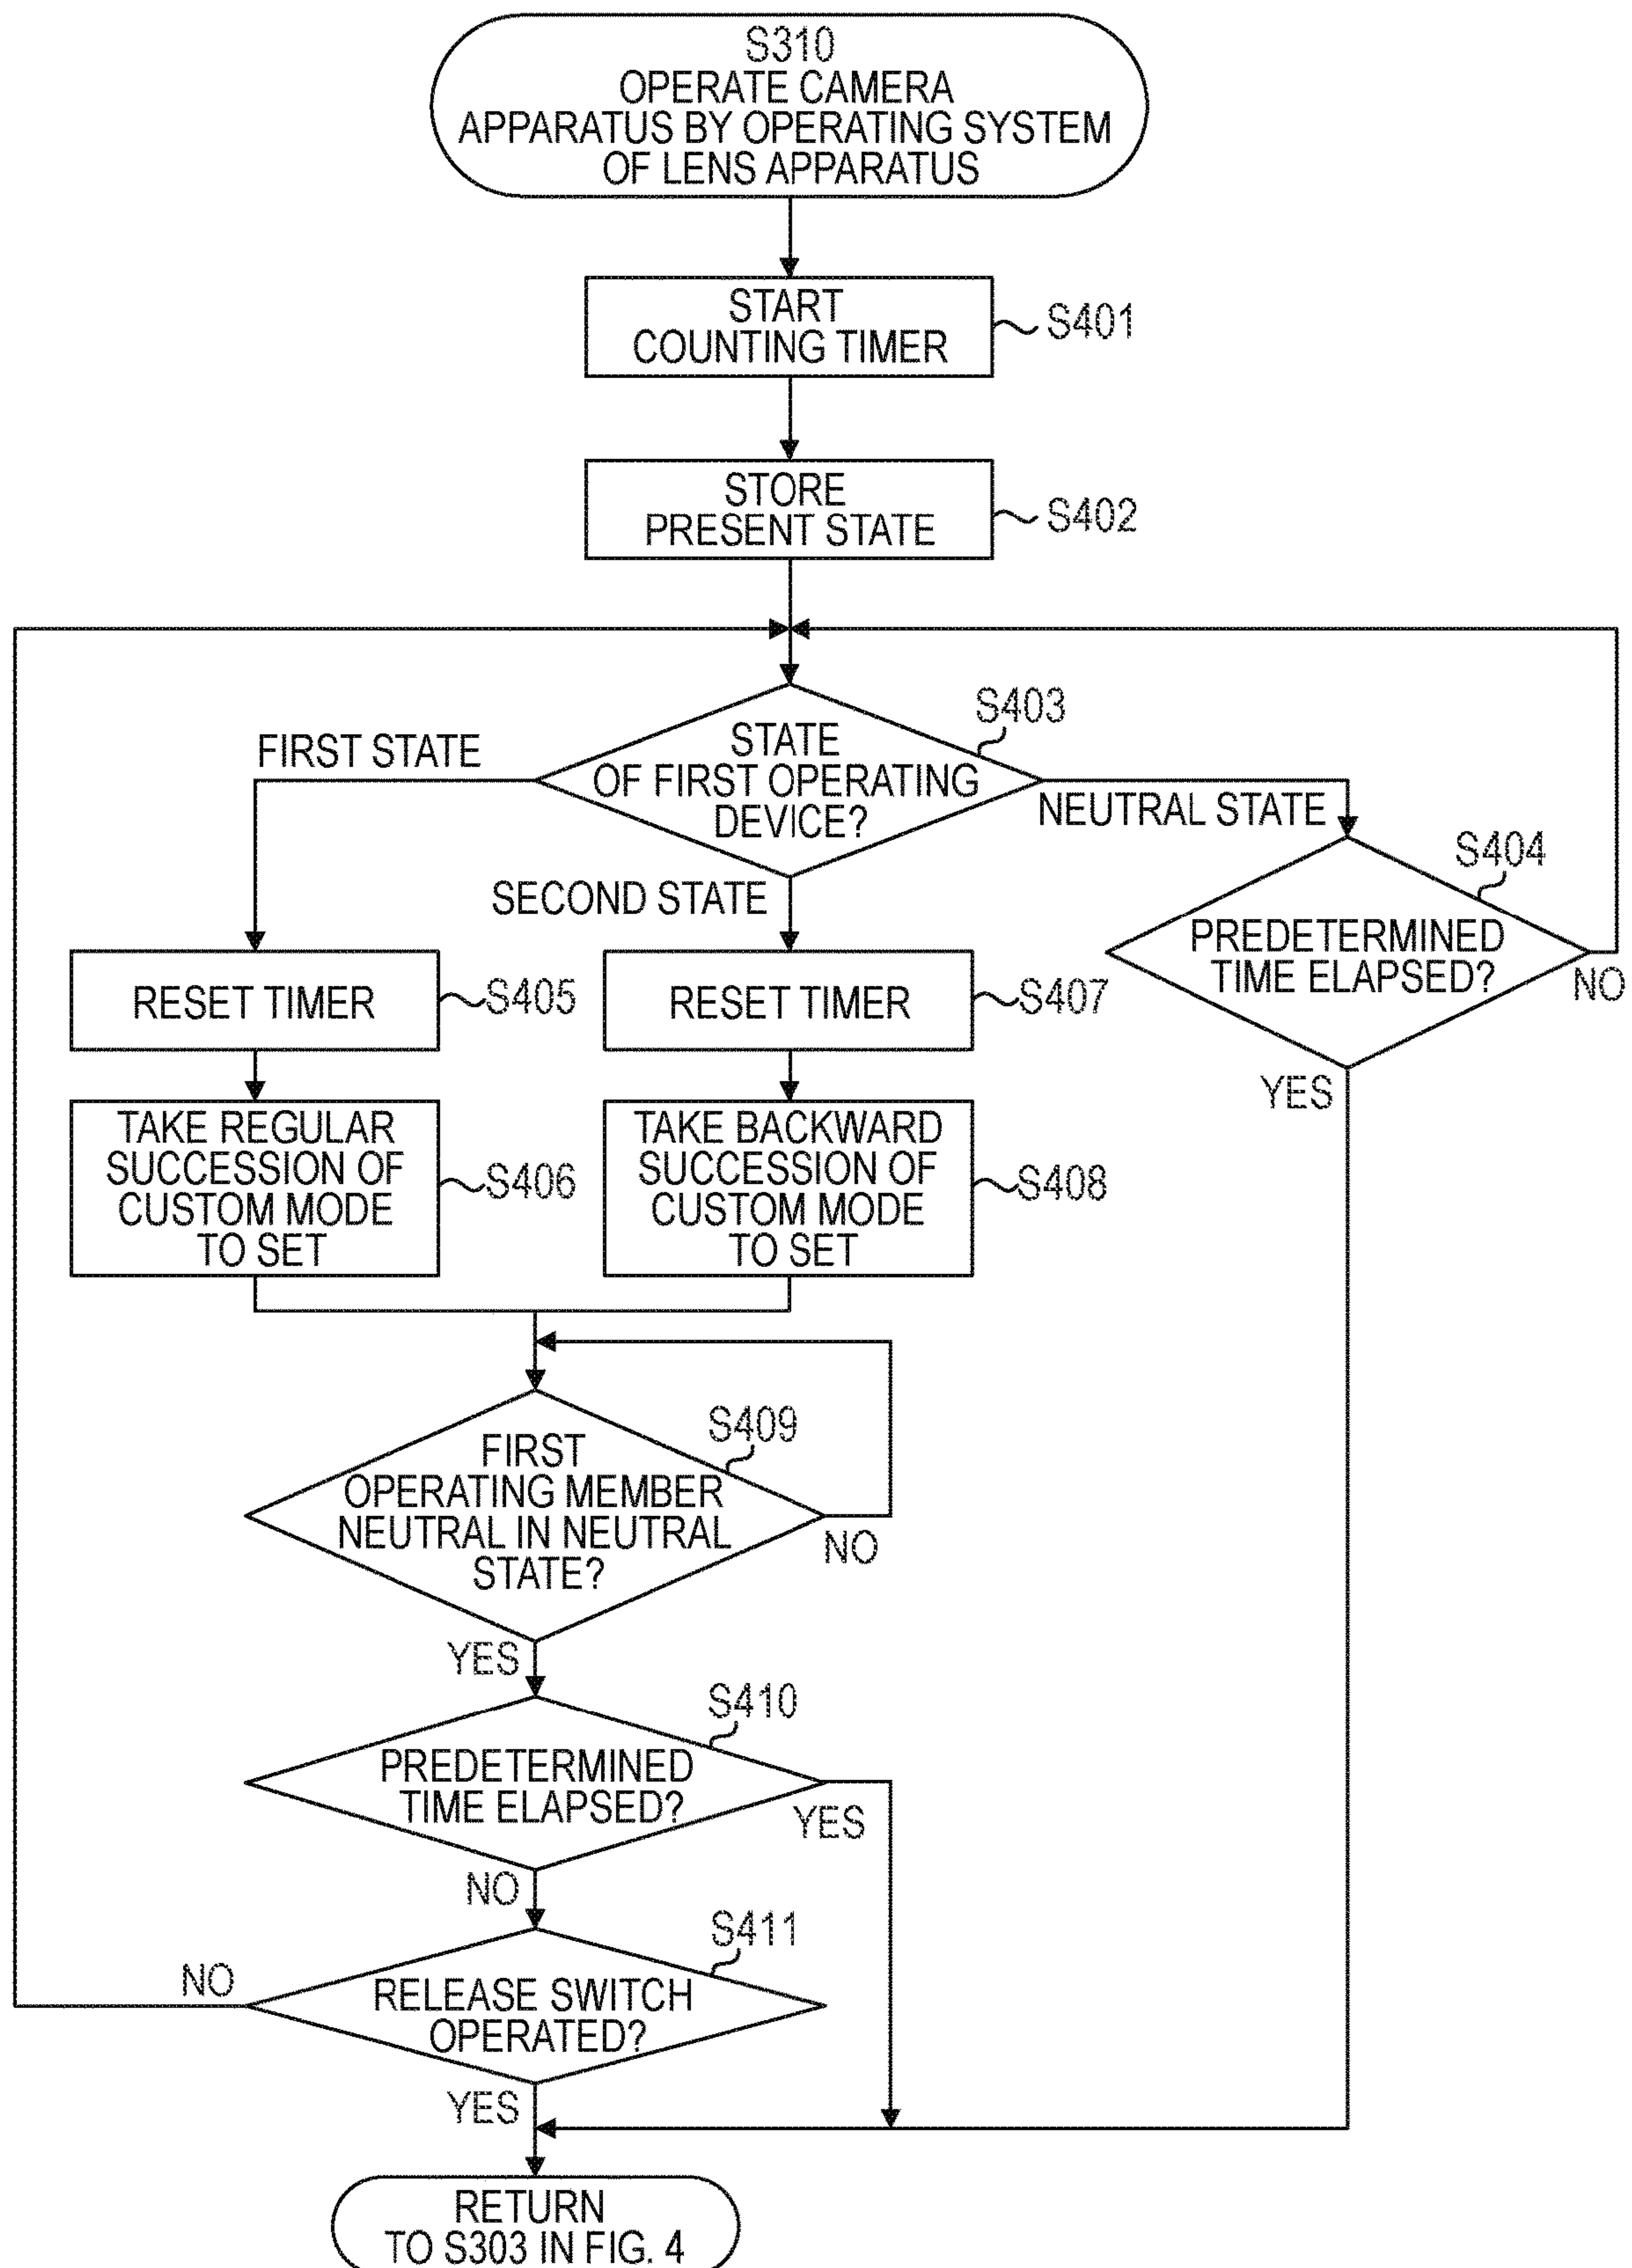 S310
OPERATE CAMERA
APPARATUS BY OPERATING SYSTEM
OF LENS APPARATUS
START
COUNTING TIMER
S401
STORE
PRESENT STATE
S402
S403
STATE
OF FIRST OPERATING
DEVICE?
FIRST STATE
SECOND STATE
NEUTRAL STATE
S404
PREDETERMINED
TIME ELAPSED?
NO
YES
RESET TIMER
S405
RESET TIMER
S407
TAKE REGULAR
SUCCESSION OF
CUSTOM MODE
TO SET
S406
TAKE BACKWARD
SUCCESSION OF
CUSTOM MODE
TO SET
S408
S409
FIRST
OPERATING MEMBER
NEUTRAL IN NEUTRAL
STATE?
NO
YES
S410
PREDETERMINED
TIME ELAPSED?
YES
NO
S411
RELEASE SWITCH
OPERATED?
NO
YES
RETURN
TO S303 IN FIG. 4